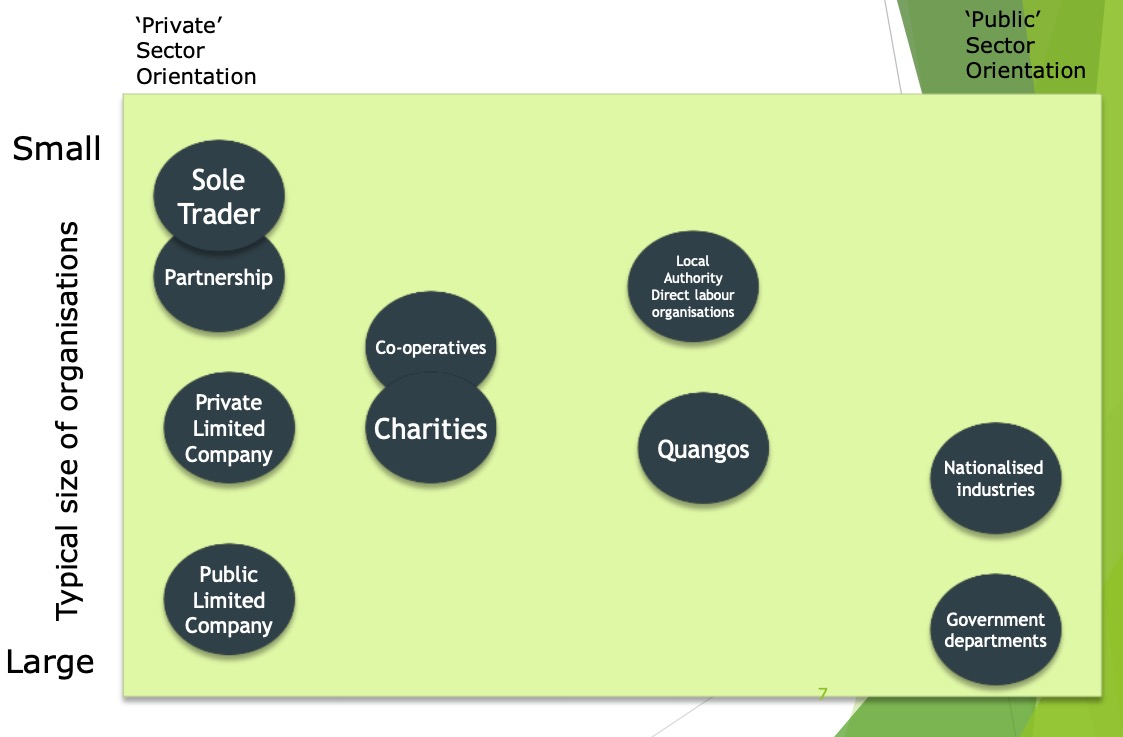 ‘Private’
Sector
Orientation
‘Public’
Sector
Orientation
Small
Typical size of organisations
Large
Sole
Trader
Partnership
Private
Limited
Company
Public
Limited
Company
Co-operatives
Charities
Local
Authority
Direct labour
organisations
Quangos
Nationalised
industries
Government
departments
7